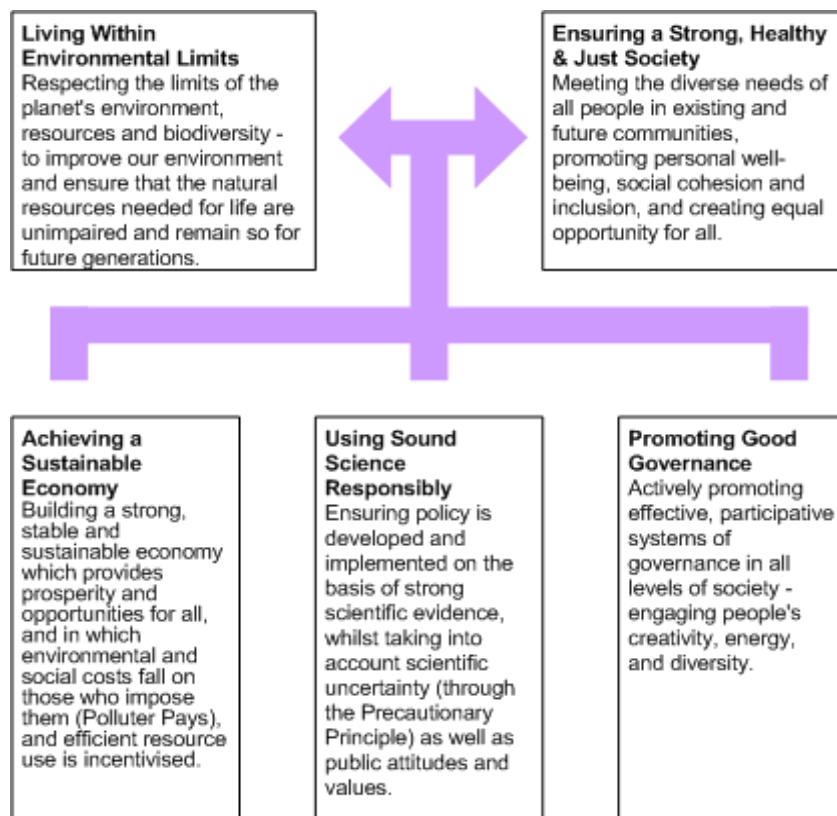 Living Within
Environmental Limits
Respecting the limits of the
planet's environment,
resources and biodiversity -
to improve our environment
and ensure that the natural
resources needed for life are
unimpaired and remain so for
future generations.
Ensuring a Strong, Healthy
& Just Society
Meeting the diverse needs of
all people in existing and
future communities,
promoting personal well-
being, social cohesion and
inclusion, and creating equal
opportunity for all.
Achieving a
Sustainable
Economy
Building a strong,
stable and
sustainable economy
which provides
prosperity and
opportunities for all,
and in which
environmental and
social costs fall on
those who impose
them (Polluter Pays),
and efficient resource
use is incentivised.
Using Sound
Science
Responsibly
Ensuring policy is
developed and
implemented on the
basis of strong
scientific evidence,
whilst taking into
account scientific
uncertainty (through
the Precautionary
Principle) as well as
public attitudes and
values.
Promoting Good
Governance
Actively promoting
effective, participative
systems of
governance in all
levels of society -
engaging people's
creativity, energy,
and diversity.